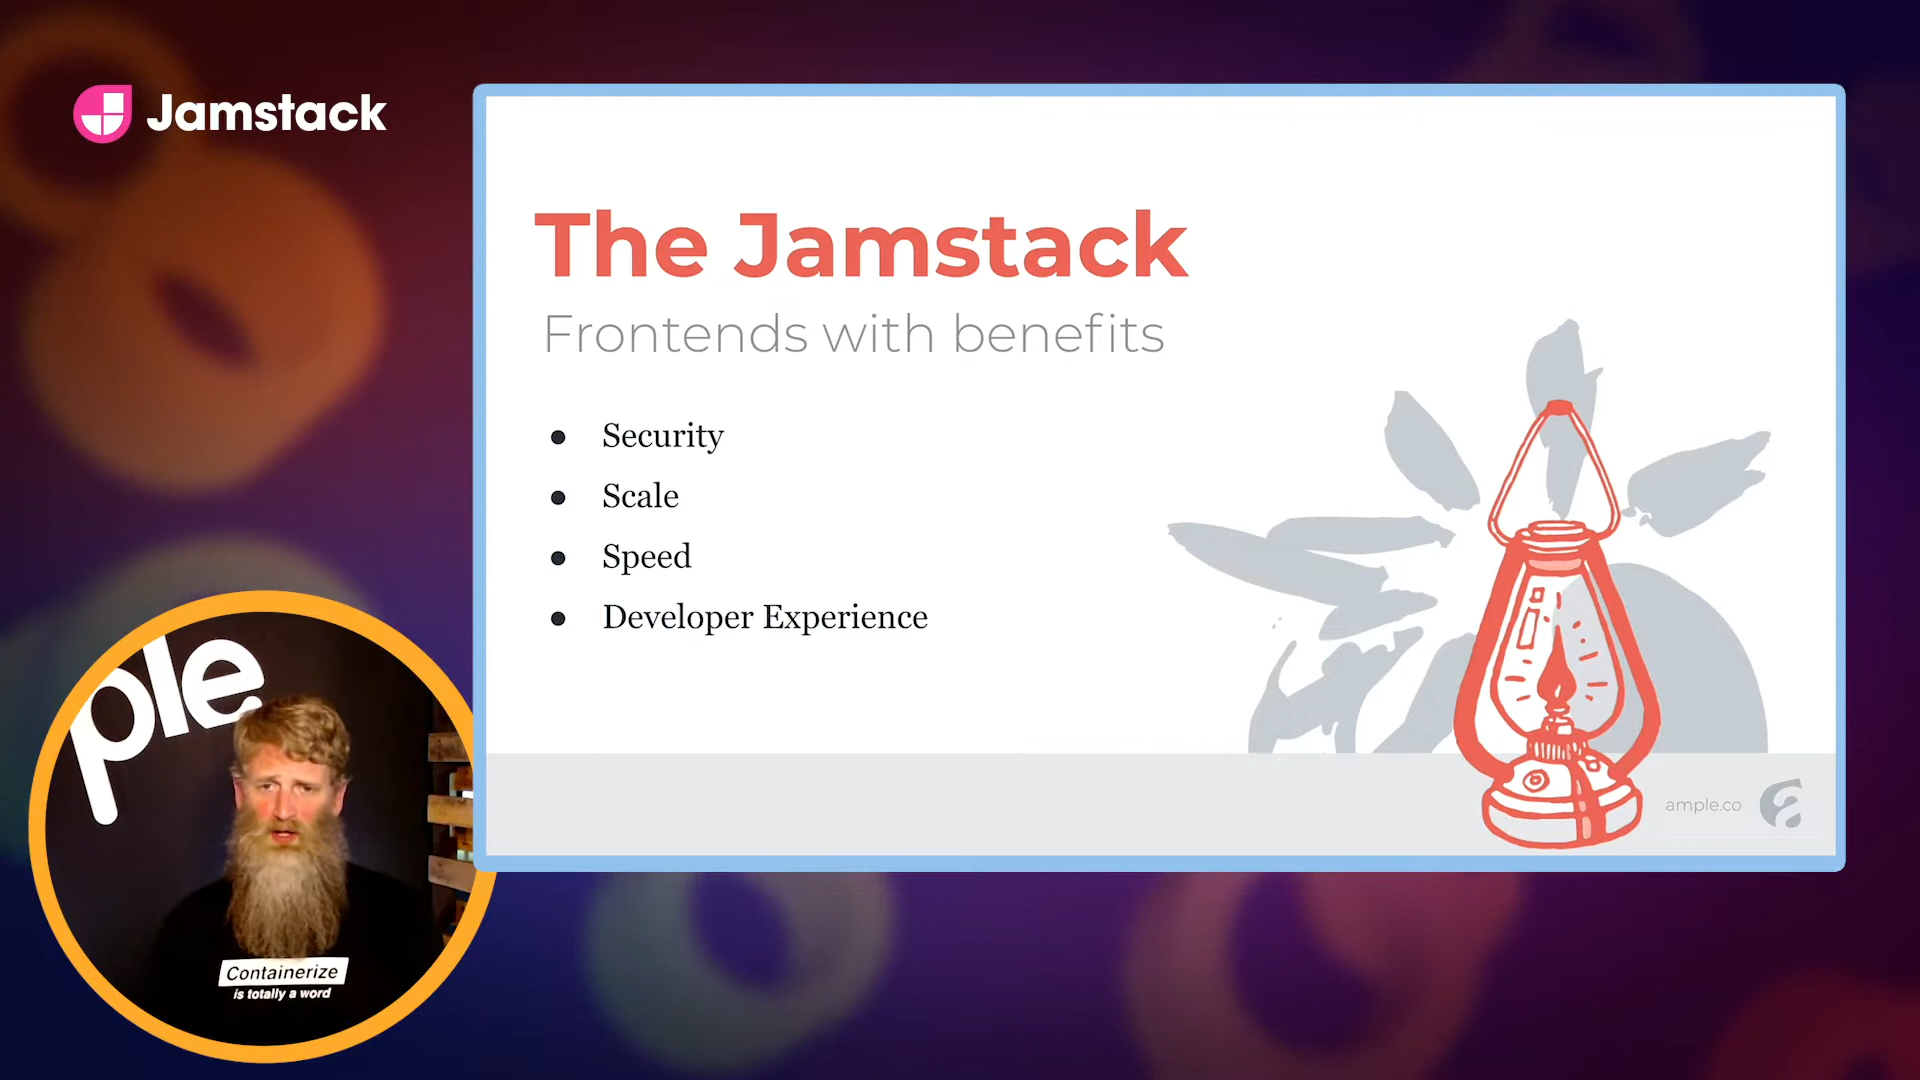 Jamstack
The Jamstack
Frontends with benefits
● Security
● Scale
● Speed
● Developer Experience
ample.co
ple
Containerize
is totally a word